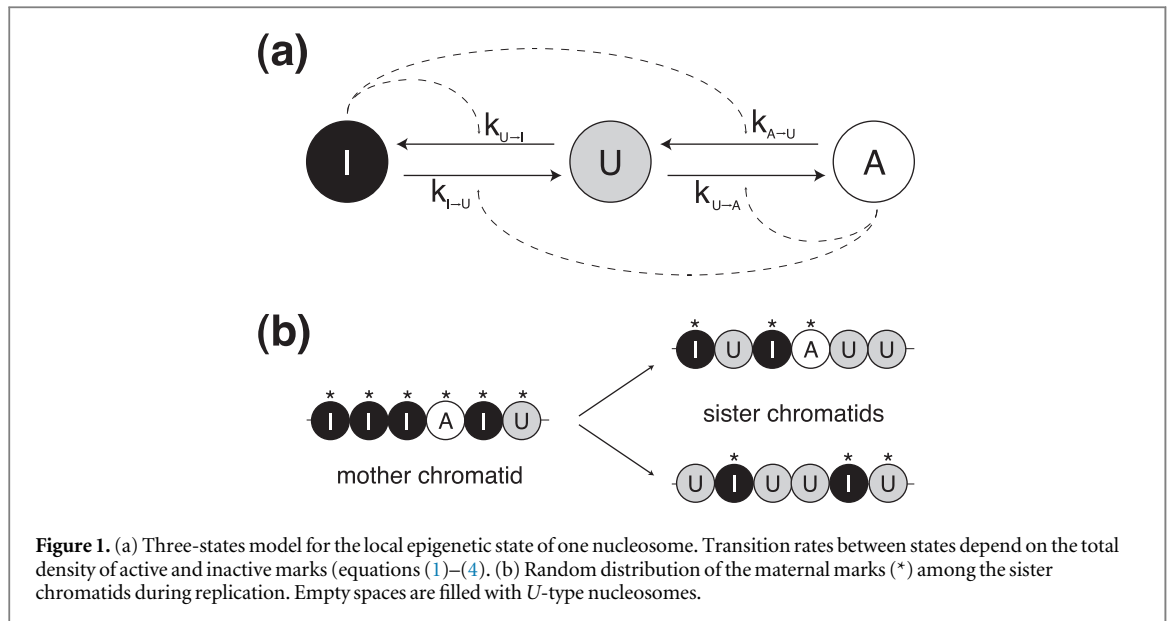 (a)
k U→I
k A→U
I
U
A
k I→U
k U→A
(b)
* * *
I U I A U U
* * * * * *
I I I A I U
sister chromatids
mother chromatid
* * *
U I U U I U
Figure 1. (a) Three-states model for the local epigenetic state of one nucleosome. Transition rates between states depend on the total
density of active and inactive marks (equations (1)–(4). (b) Random distribution of the maternal marks (*) among the sister
chromatids during replication. Empty spaces are filled with U-type nucleosomes.